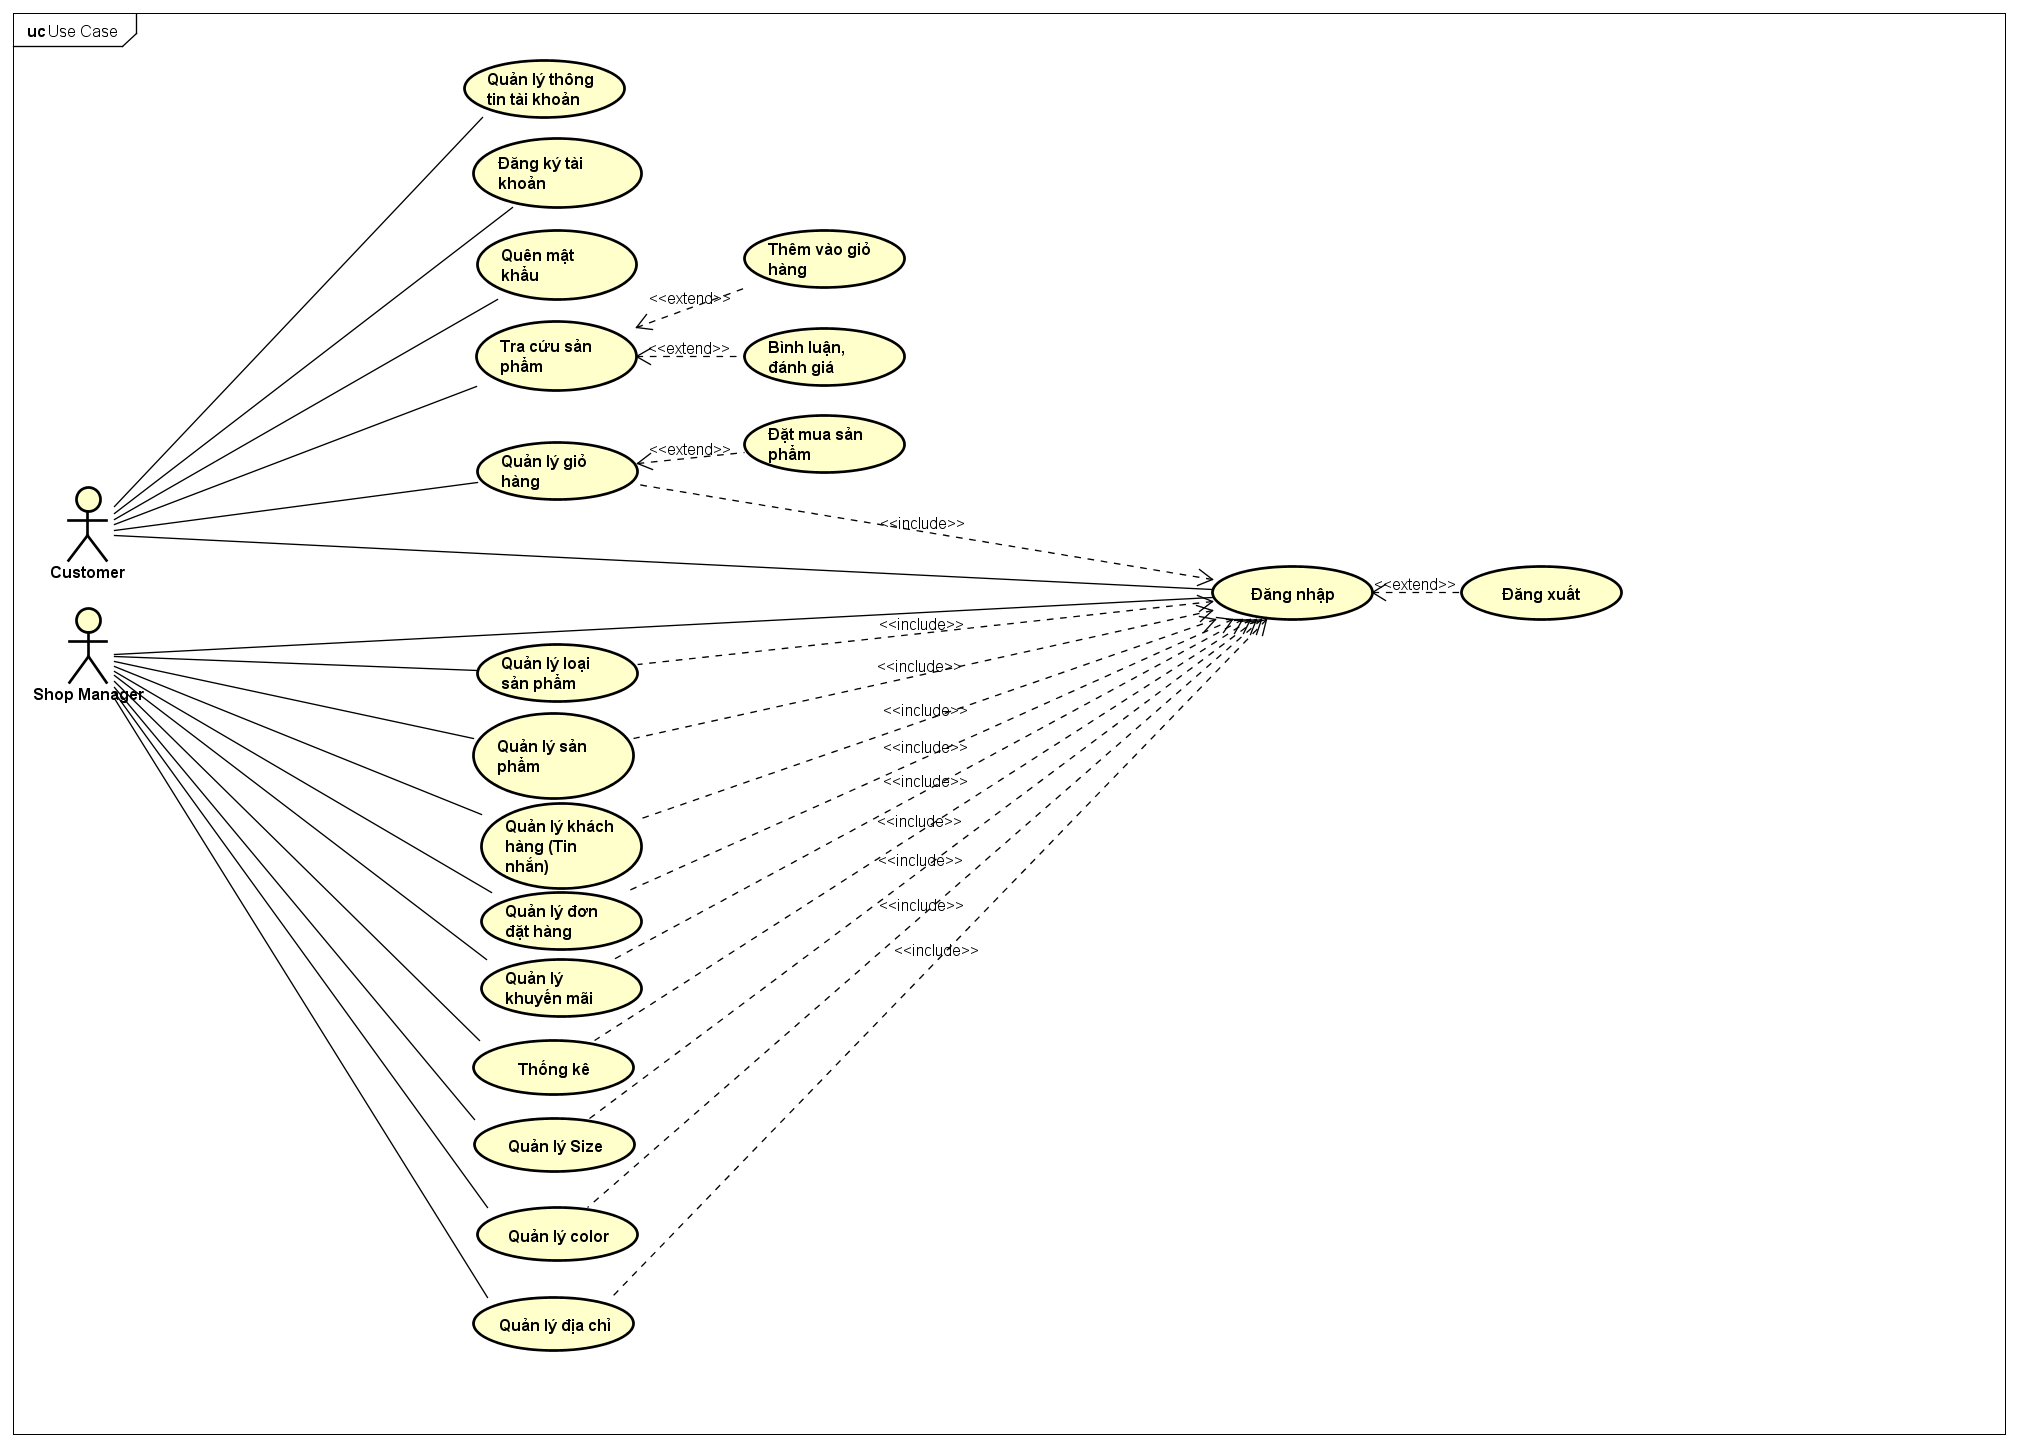 uc Use Case
Quản lý thông
tin tài khoản
Đăng ký tài
khoản
Quên mật
khẩu
Thêm vào giỏ
hàng
<<extend>>
Tra cứu sản
phẩm
<<extend>>
Bình luận,
đánh giá
Đặt mua sản
phẩm
<<extend>>
Quản lý giỏ
hàng
<<include>>
Customer
Đăng nhập
<<extend>>
Đăng xuất
<<include>>
Shop Manager
Quản lý loại
sản phẩm
<<include>>
Quản lý sản
phẩm
<<include>>
<<include>>
<<include>>
Quản lý khách
hàng (Tin
nhắn)
<<include>>
<<include>>
Quản lý đơn
đặt hàng
<<include>>
<<include>>
Quản lý
khuyến mãi
Thống kê
Quản lý Size
Quản lý color
Quản lý địa chỉ